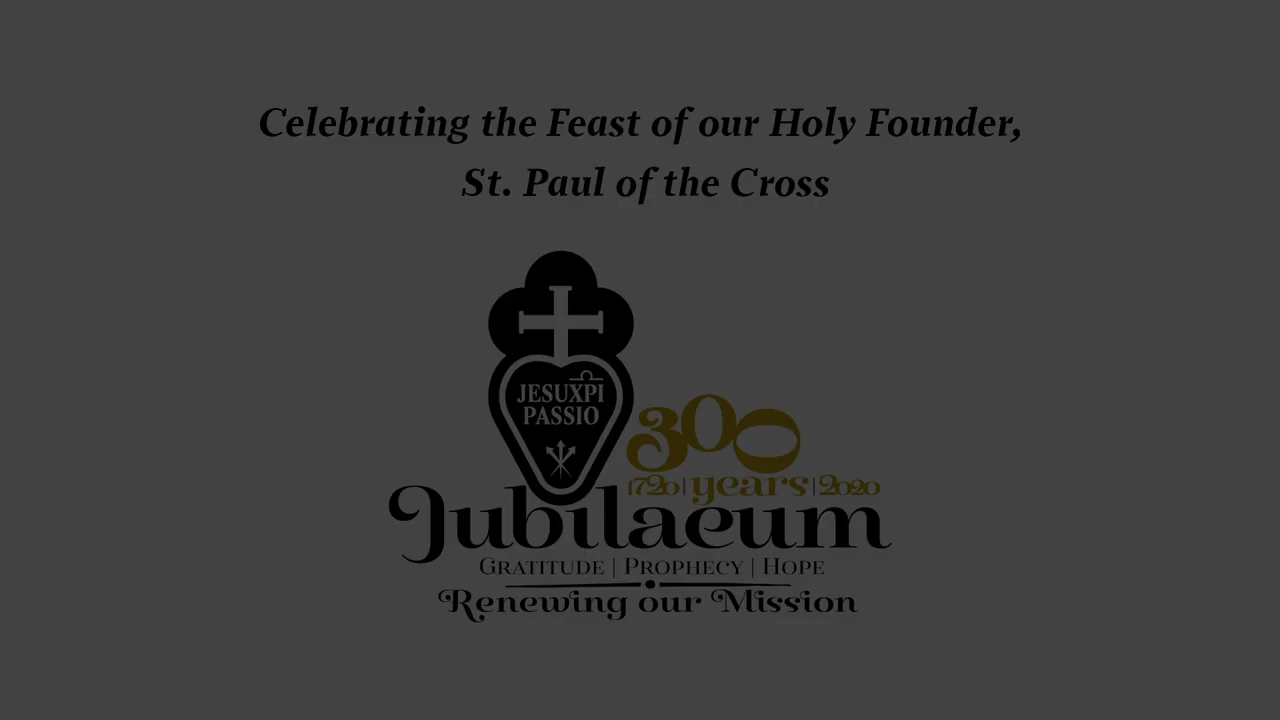 Celebrating the Feast of our Holy Founder,
St. Paul of the Cross
JESUXPI
PASSIO
300
1720 | years | 2020
Jubilaeum
GRATITUDE | PROPHECY | HOPE
Renewing our Mission